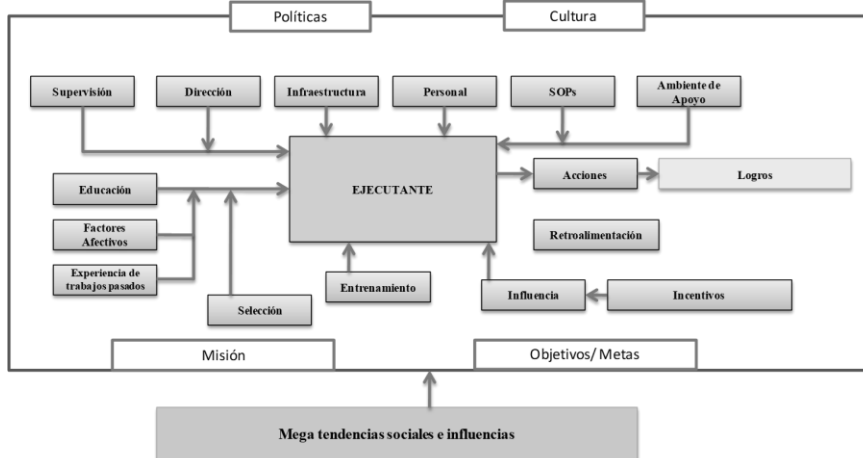 Políticas
Cultura
Supervisión
Dirección
Infraestructura
Personal
SOPs
Ambiente de
Apoyo
EJECUTANTE
Acciones
Logros
Educación
Factores
Afectivos
Retroalimentación
Experiencia de
trabajos pasados
Entrenamiento
Influencia
Incentivos
Selección
Misión
Objetivos/ Metas
Mega tendencias sociales e influencias